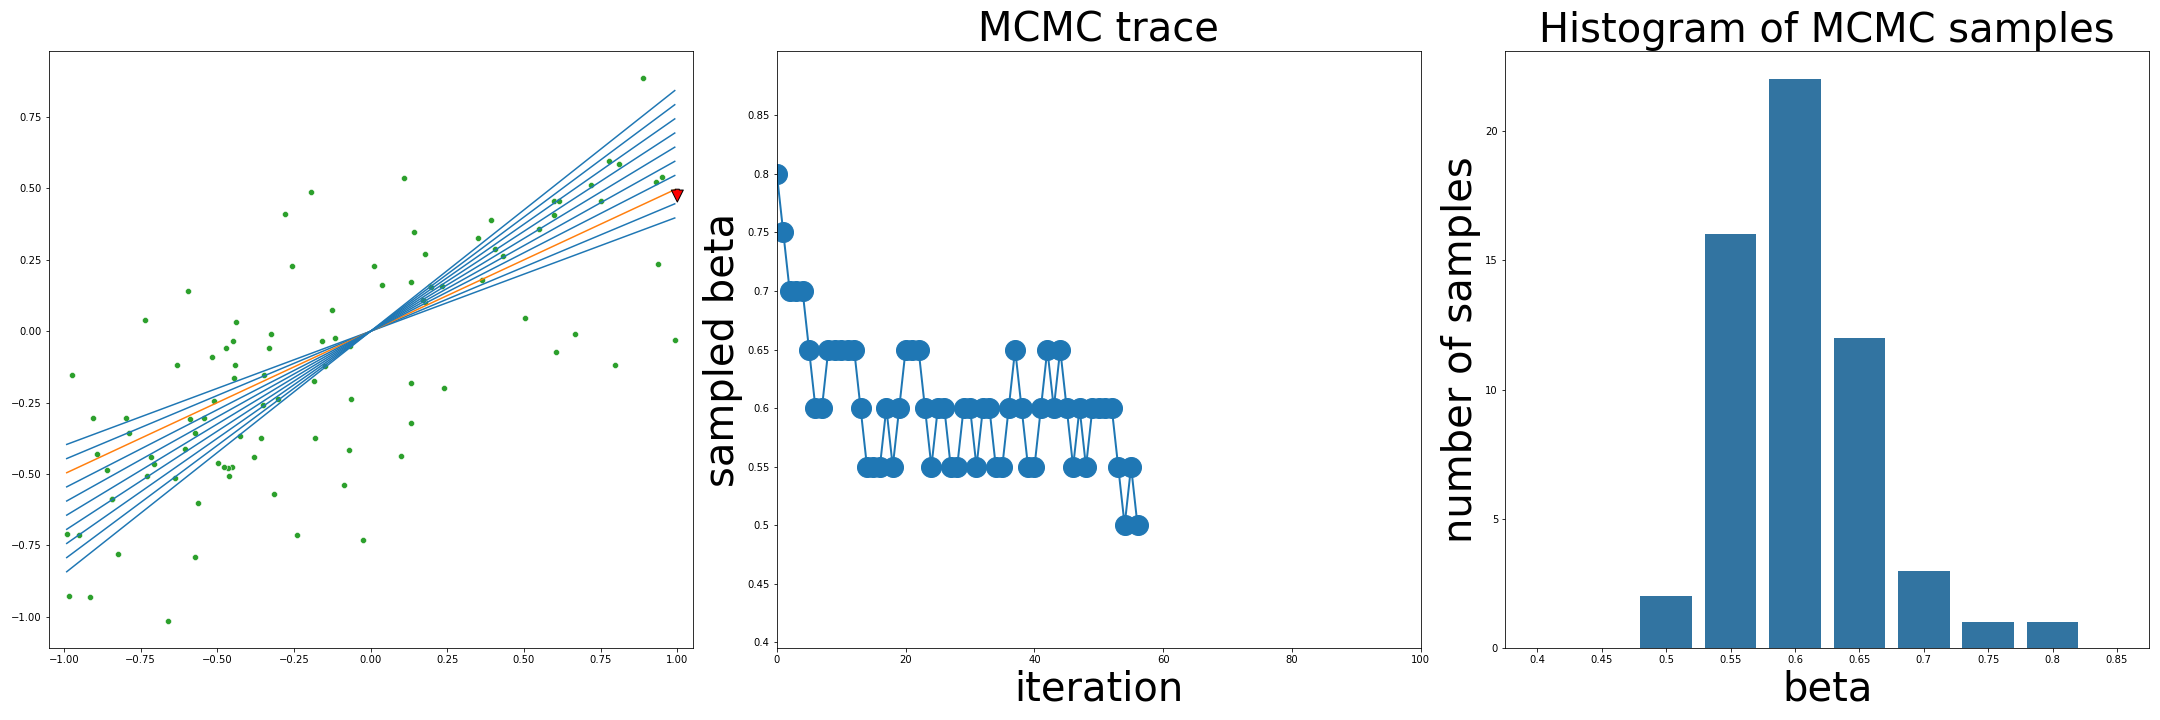 MCMC trace
Histogram of MCMC samples
0.75
0.50
0.25
0.00
−0.25
−0.50
−0.75
−1.00
−1.00 −0.75 −0.50 −0.25 0.00 0.25 0.50 0.75 1.00
sampled beta
0.85
0.8
0.75
0.7
0.65
0.6
0.55
0.5
0.45
0.4
0 20 40 60 80 100
iteration
number of samples
20
15
10
5
0
0.4 0.45 0.5 0.55 0.6 0.65 0.7 0.75 0.8 0.85
beta